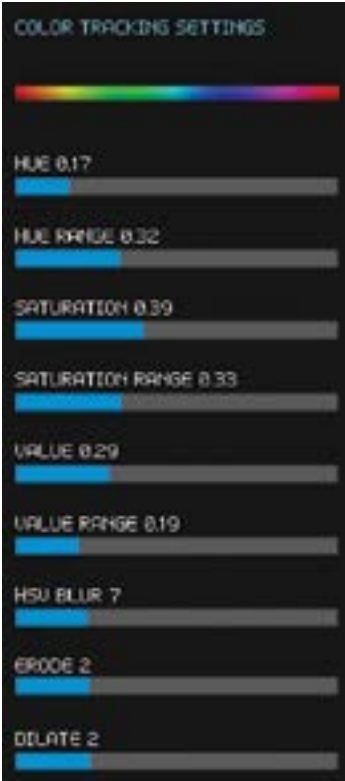 COLOR TRACKING SETTINGS
HUE 0.17
HUE RANGE 0.32
SATURATION 0.39
SATURATION RANGE 0.33
VALUE 0.29
VALUE RANGE 0.19
HSV BLUR 7
ERODE 2
DILATE 2